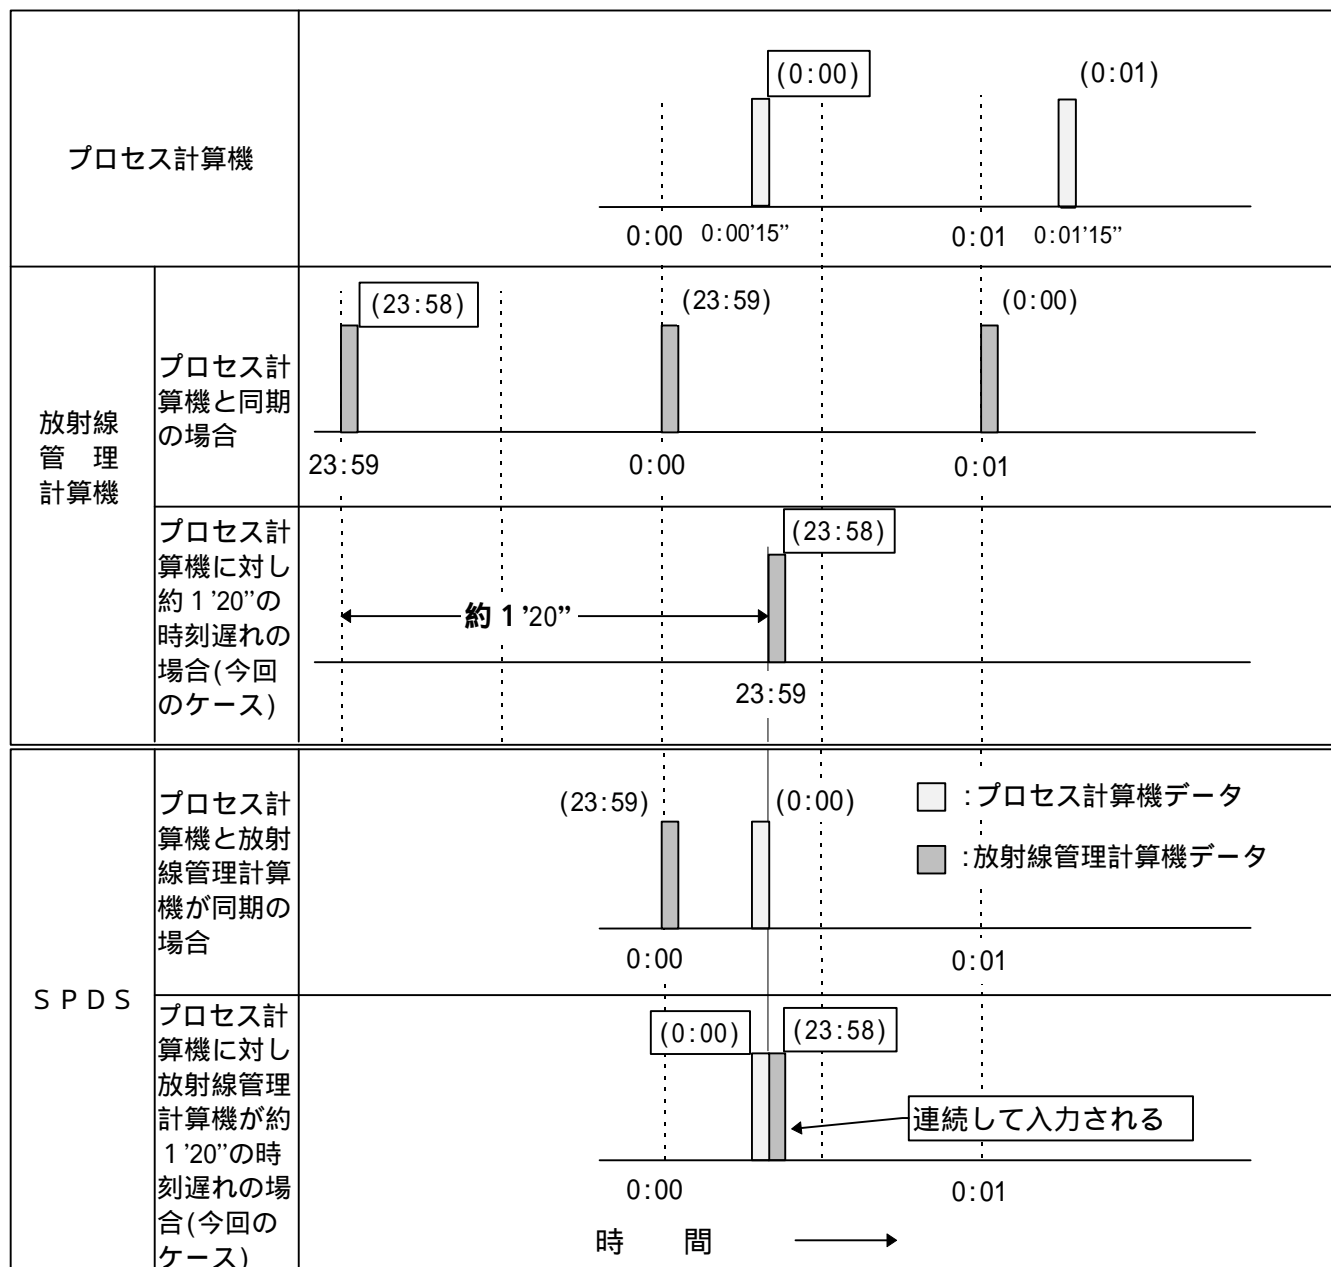 プロセス計算機
(0:00)
(0:01)
0:00
0:00’15”
0:01
0:01’15”
放射線
管　理
計算機
プロセス計
算機と同期
の場合
(23:58)
(23:59)
(0:00)
23:59
0:00
0:01
プロセス計
算機に対し
約１’20”の
時刻遅れの
場合(今回
のケース)
(23:58)
約１’20”
23:59
ＳＰＤＳ
プロセス計
算機と放射
線管理計算
機が同期の
場合
(23:59)
(0:00)
:プロセス計算機データ
:放射線管理計算機データ
0:00
0:01
プロセス計
算機に対し
放射線管理
計算機が約
１’20”の時
刻遅れの場
合(今回の
ケース)
(0:00)
(23:58)
連続して入力される
0:00
0:01
時　間